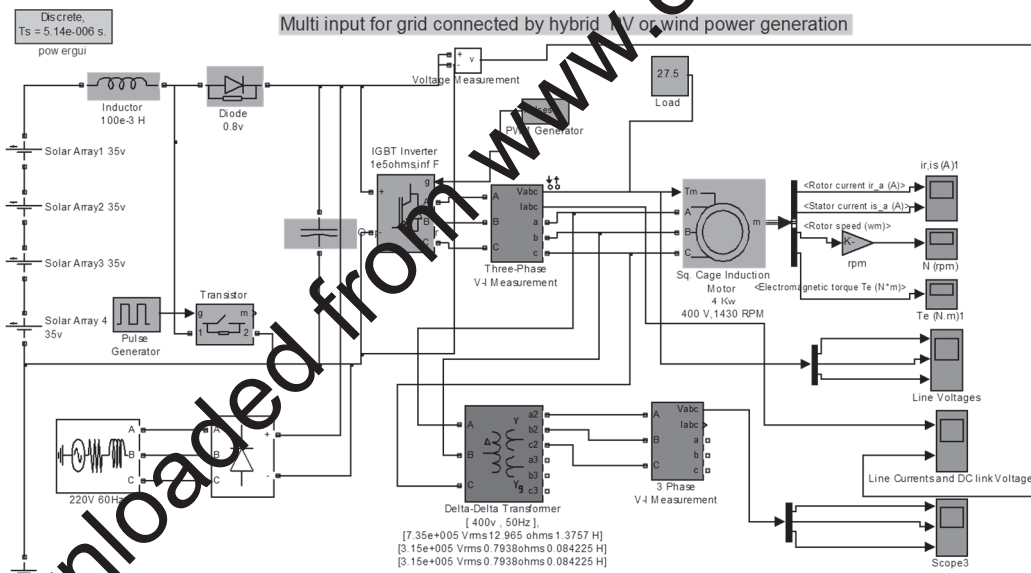 Discrete,
Ts = 5.14e-006 s.
powergui
Multi input for grid connected by hybrid PV or wind power generation
Voltage Measurement
+
-
v
27.5
Load
Inductor
100e-3 H
Diode
0.8v
Generator
IGBT Inverter
1e5ohms,inf F
g
+
-
A
B
C
Solar Array1 35v
Solar Array2 35v
Solar Array3 35v
Solar Array 4
35v
Vabc
Iabc
A
a
B
b
C
c
Three-Phase
V-I Measurement
Tm
A
B
C
m
Sq. Cage Induction
Motor
4 Kw
400 V,1430 RPM
ir,is (A)1
<Rotor current ir_a (A)>
<Stator current is_a (A)>
<Rotor speed (wm)>
K-
rpm
N (rpm)
<Electromagnetic torque Te (N*m)>
Te (N.m)1
Transistor
g
m
1
2
Pulse
Generator
Line Voltages
A
B
C
A
C
+
-
220V 60Hz
A
B
C
a2
b2
c2
a3
b3
c3
Y
Δ
Yg
Delta-Delta Transformer
[ 400v , 50Hz ],
[7.35e+005 Vrms 12.965 ohms 1.3757 H]
[3.15e+005 Vrms 0.7938ohms 0.084225 H]
[3.15e+005 Vrms 0.7938ohms 0.084225 H]
Vabc
Iabc
A
a
B
b
C
c
3 Phase
V-I Measurement
Line Currents and DC link Voltage
Scope3
nloaded from www.